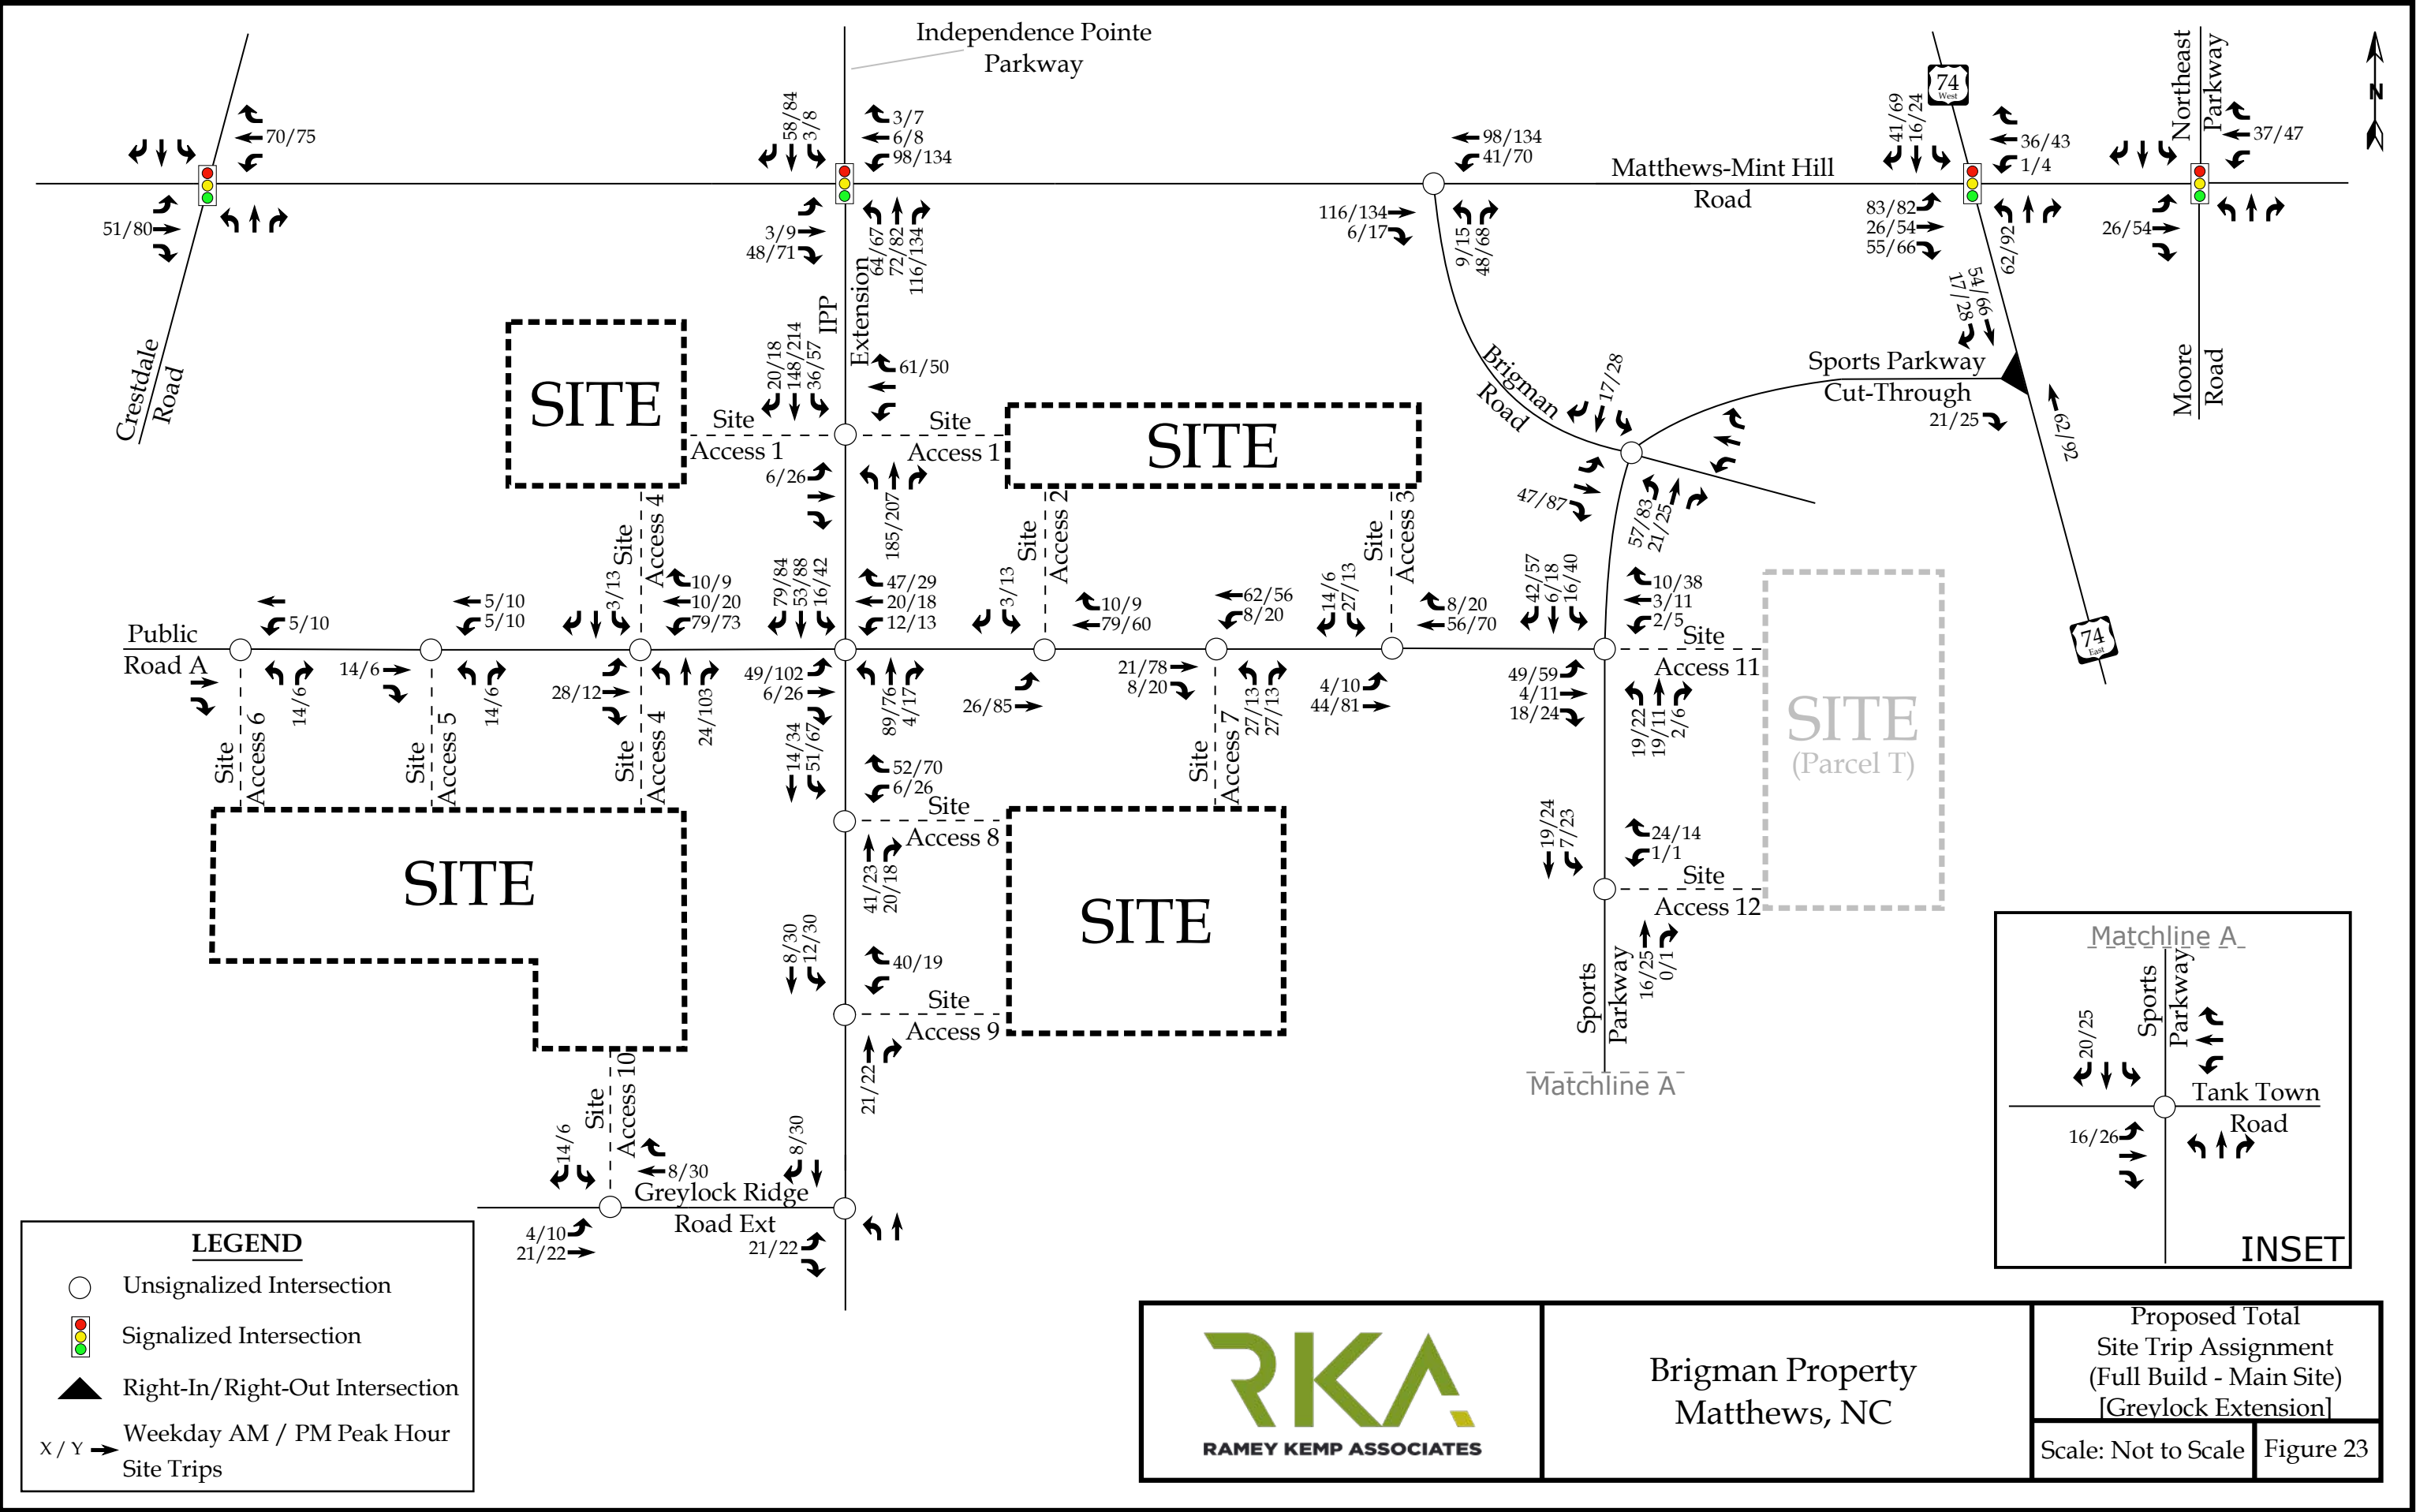 Independence Pointe
Parkway
74
West
Northeast
Parkway
N
70/75
58/84
3/8
3/7
6/8
98/134
98/134
41/70
Matthews-Mint Hill
Road
41/69
16/24
36/43
1/4
37/47
51/80
3/9
48/71
64/67
72/82
116/134
116/134
6/17
9/15
48/68
83/82
26/54
55/66
62/92
26/54
54/66
17/28
Crestdale
Road
IPP
Extension
SITE
20/18
148/214
36/57
61/50
Site
Access 1
Site
Access 1
6/26
185/207
SITE
Brigman
Road
17/28
Sports Parkway
Cut-Through
21/25
62/92
Moore
Road
47/87
57/83
21/25
Site
Access 4
Site
Access 2
Site
Access 3
Public
Road A
5/10
5/10
5/10
3/13
10/9
10/20
79/73
79/84
53/88
16/42
47/29
20/18
12/13
3/13
10/9
79/60
62/56
8/20
14/6
27/13
8/20
56/70
42/57
6/18
16/40
10/38
3/11
2/5
Site
Access 11
14/6
14/6
14/6
28/12
24/103
49/102
6/26
14/34
51/67
89/76
4/17
26/85
21/78
8/20
27/13
27/13
4/10
44/81
49/59
4/11
18/24
19/22
19/11
2/6
74
East
Site
Access 6
Site
Access 5
Site
Access 4
Site
Access 7
SITE
(Parcel T)
52/70
6/26
Site
Access 8
41/23
20/18
19/24
7/23
24/14
1/1
Site
Access 12
16/25
0/1
SITE
SITE
8/30
12/30
40/19
Site
Access 9
21/22
Sports
Parkway
Matchline A
Matchline A
Sports
Parkway
20/25
Tank Town
Road
16/26
INSET
Site
Access 10
14/6
8/30
8/30
Greylock Ridge
Road Ext
4/10
21/22
21/22
LEGEND
Unsignalized Intersection
Signalized Intersection
Right-In/Right-Out Intersection
X / Y
Weekday AM / PM Peak Hour
Site Trips
RKA
RAMEY KEMP ASSOCIATES
Brigman Property
Matthews, NC
Proposed Total
Site Trip Assignment
(Full Build - Main Site)
[Greylock Extension]
Scale: Not to Scale
Figure 23